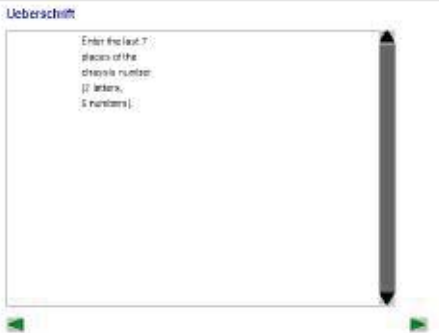 Ueberschrift
Enter the last 7
places of the
chassis number
(2 letters,
5 numbers).